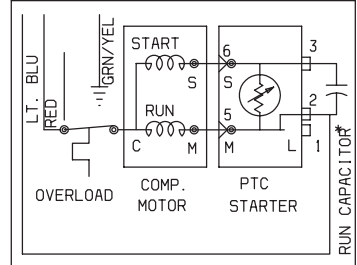 LT. BLU
RED
GRN/YEL
START
S
RUN
C
M
6
S
5
M
3
2
L
1
OVERLOAD
COMP.
MOTOR
PTC
STARTER
RUN CAPACITOR*